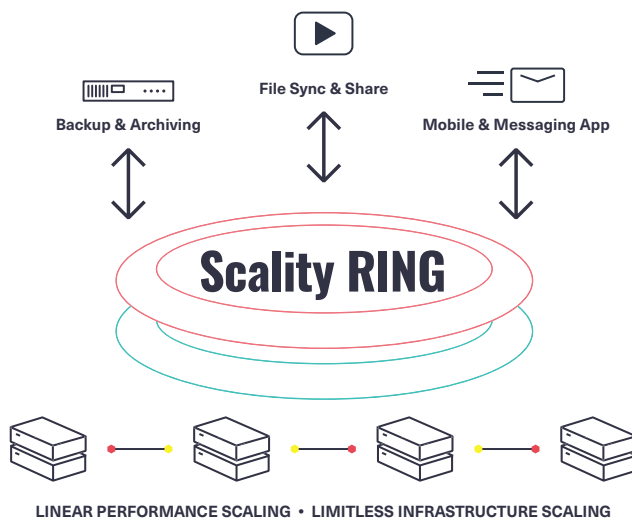 File Sync & Share
Backup & Archiving
Mobile & Messaging App
Scality RING
LINEAR PERFORMANCE SCALING • LIMITLESS INFRASTRUCTURE SCALING